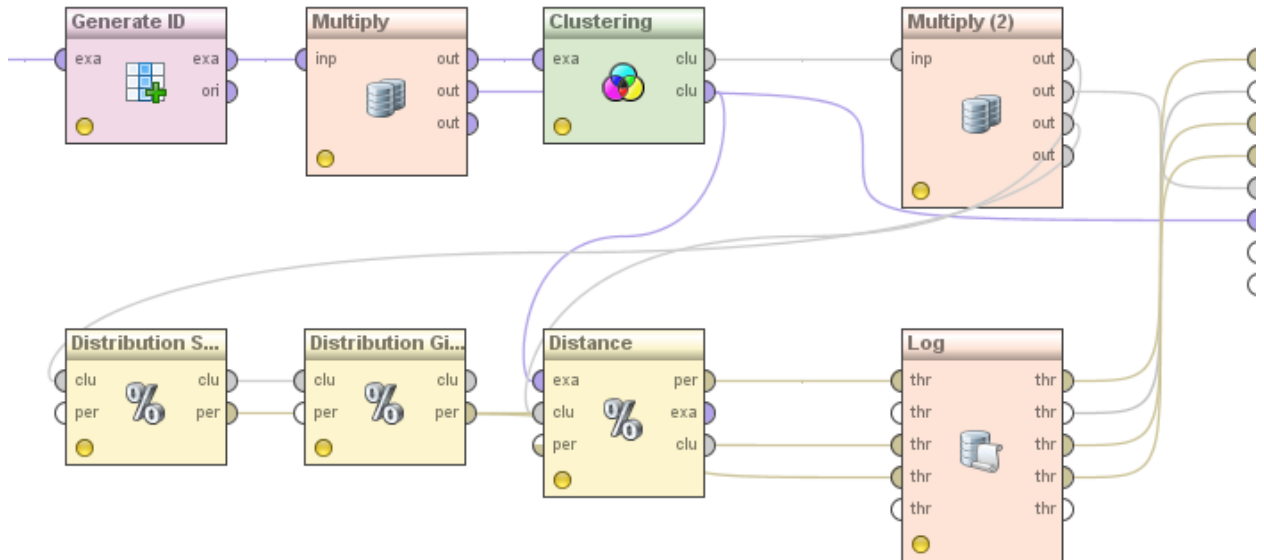 Generate ID
exa exa
ori
Multiply
inp out
out
out
Clustering
exa clu
clu
Multiply (2)
inp out
out
out
out
Distribution S...
clu clu
per per
Distribution Gi...
clu clu
per per
Distance
exa per
clu exa
per clu
Log
thr thr
thr thr
thr thr
thr thr
thr thr